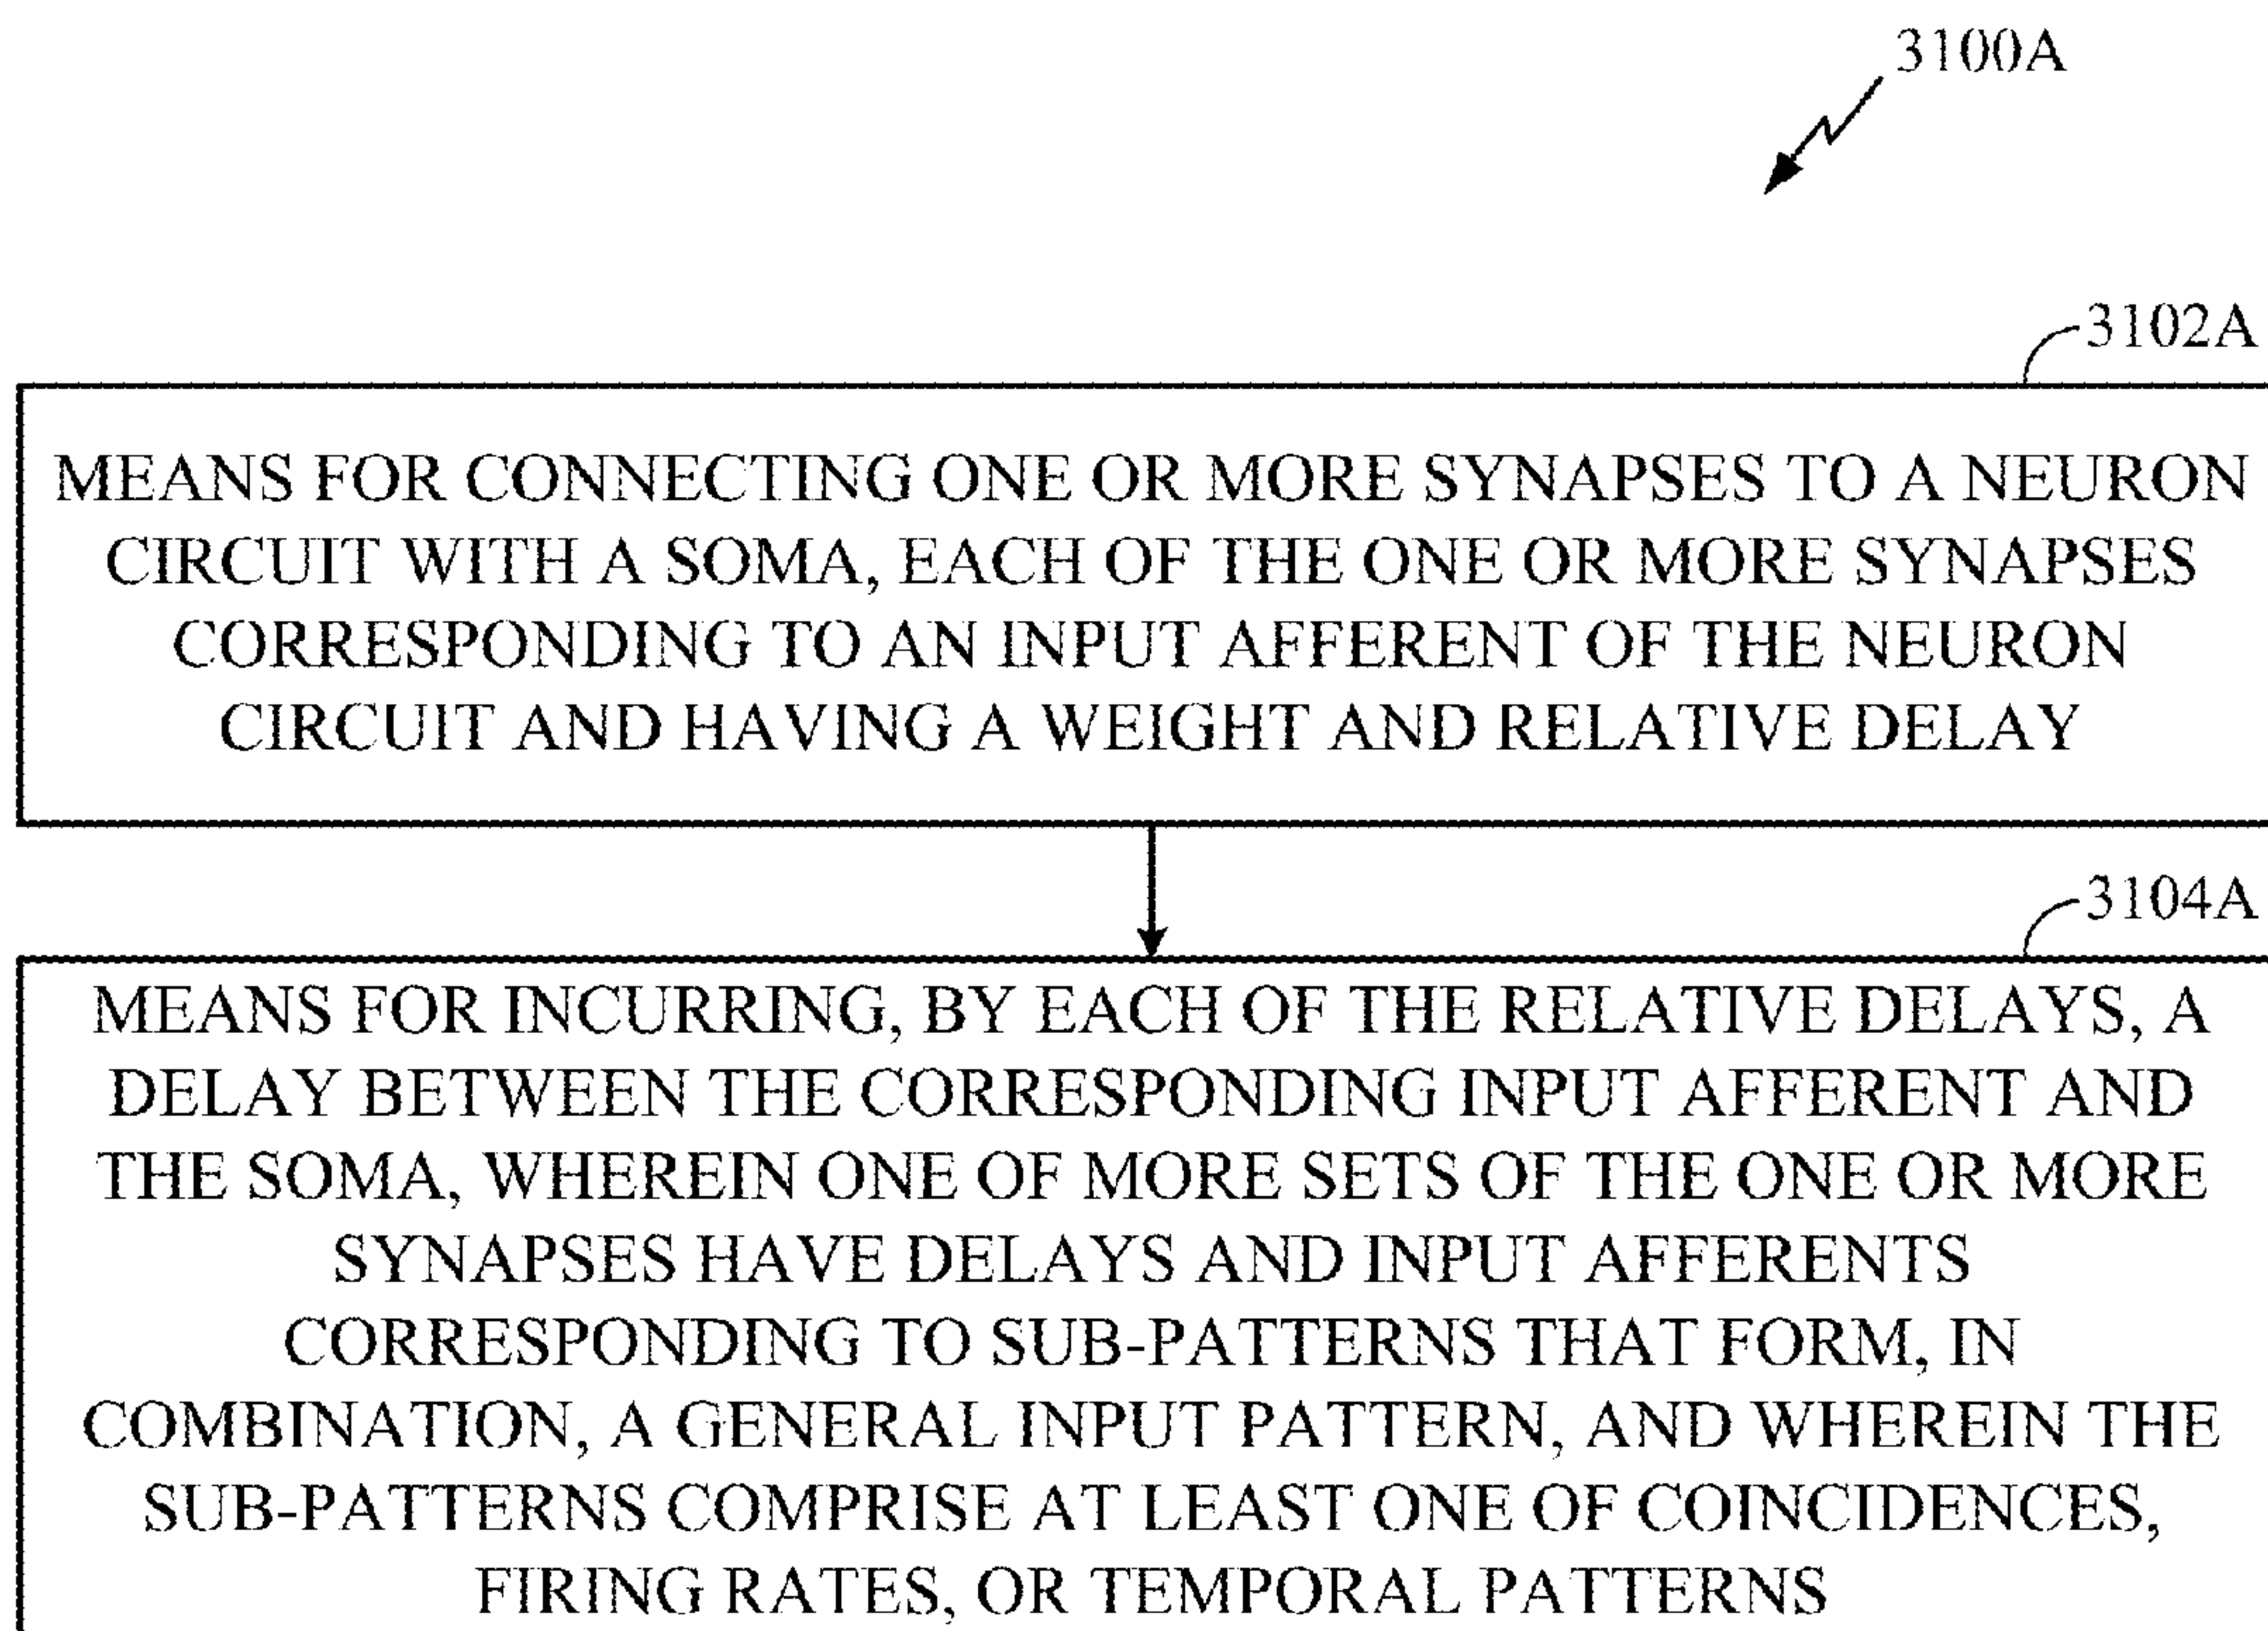 3100A
3102A
MEANS FOR CONNECTING ONE OR MORE SYNAPSES TO A NEURON
CIRCUIT WITH A SOMA, EACH OF THE ONE OR MORE SYNAPSES
CORRESPONDING TO AN INPUT AFFERENT OF THE NEURON
CIRCUIT AND HAVING A WEIGHT AND RELATIVE DELAY
3104A
MEANS FOR INCURRING, BY EACH OF THE RELATIVE DELAYS, A
DELAY BETWEEN THE CORRESPONDING INPUT AFFERENT AND
THE SOMA, WHEREIN ONE OF MORE SETS OF THE ONE OR MORE
SYNAPSES HAVE DELAYS AND INPUT AFFERENTS
CORRESPONDING TO SUB-PATTERNS THAT FORM, IN
COMBINATION, A GENERAL INPUT PATTERN, AND WHEREIN THE
SUB-PATTERNS COMPRISE AT LEAST ONE OF COINCIDENCES,
FIRING RATES, OR TEMPORAL PATTERNS